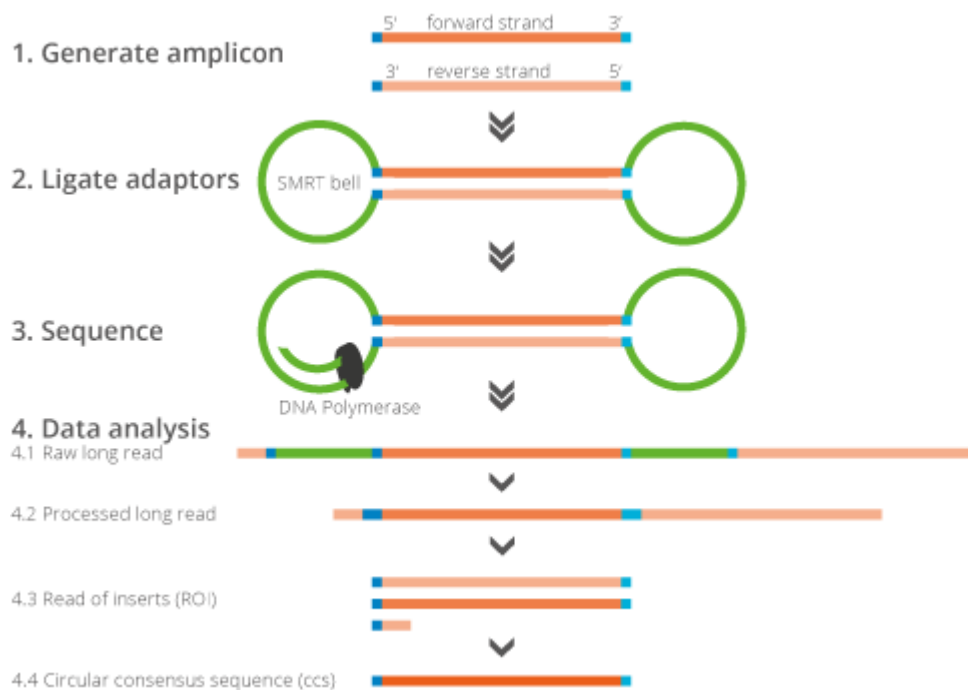 5' forward strand 3'
1. Generate amplicon
3' reverse strand 5'
2. Ligate adaptors
SMRT bell
3. Sequence
DNA Polymerase
4. Data analysis
4.1 Raw long read
4.2 Processed long read
4.3 Read of inserts (ROI)
4.4 Circular consensus sequence (ccs)